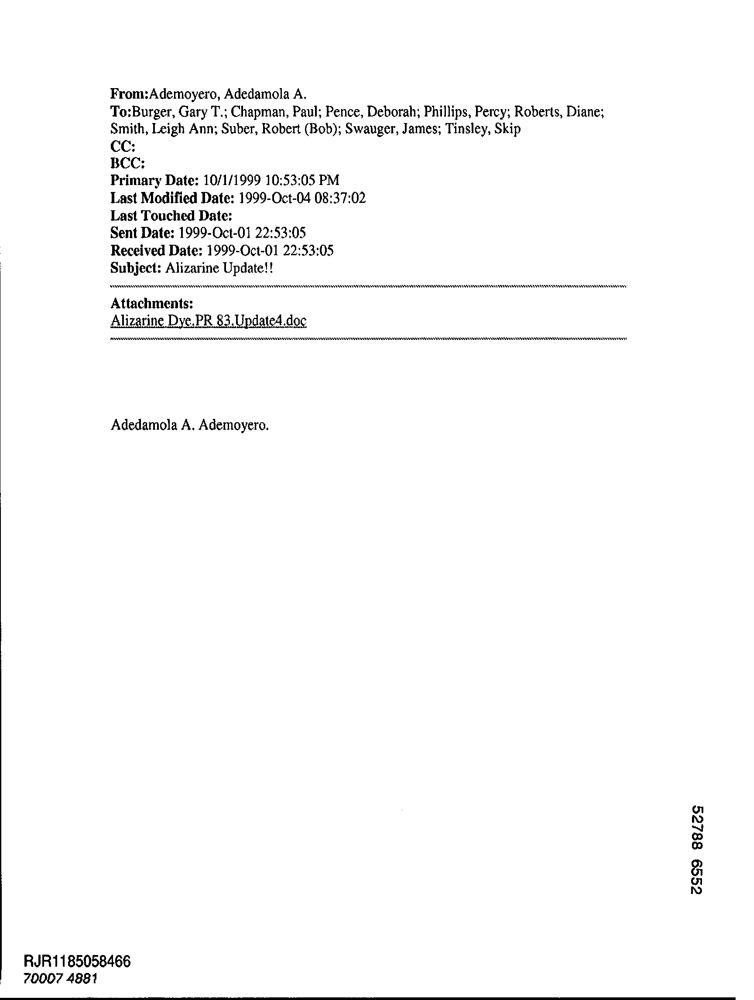 From:Ademoyero, Adedamola A.
To:Burger, Gary T.; Chapman, Paul; Pence, Deborah; Phillips, Percy; Roberts, Diane;
Smith, Leigh Ann; Suber, Robert (Bob); Swauger, James; Tinsley, Skip
CC:
BCC:
Primary Date: 10/1/1999 10:53:05 PM
Last Modified Date: 1999-Oct-04 08:37:02
Last Touched Date:
Sent Date: 1999-Oct-01 22:53:05
Received Date: 1999-Oct-01 22:53:05
Subject: Alizarine Update!!
Attachments:
Alizarine Dye.PR 83.Update4.doc
Adedamola A. Ademoyero.
52788 6552
RJR1185058466
70007 4881